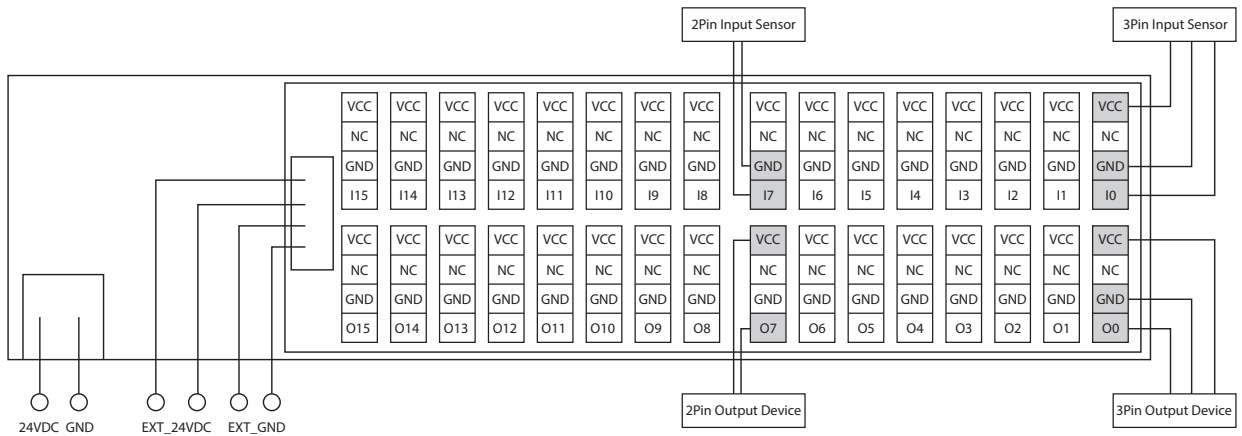 2Pin Input Sensor 3Pin Input Sensor
VCC VCC VCC VCC VCC VCC VCC VCC VCC VCC VCC VCC VCC VCC VCC VCC
NC NC NC NC NC NC NC NC NC NC NC NC NC NC NC NC
GND GND GND GND GND GND GND GND GND GND GND GND GND GND GND GND
I15 I14 I13 I12 I11 I10 I9 I8 I7 I6 I5 I4 I3 I2 I1 I0
VCC VCC VCC VCC VCC VCC VCC VCC VCC VCC VCC VCC VCC VCC VCC VCC
NC NC NC NC NC NC NC NC NC NC NC NC NC NC NC NC
GND GND GND GND GND GND GND GND GND GND GND GND GND GND GND GND
O15 O14 O13 O12 O11 O10 O9 O8 O7 O6 O5 O4 O3 O2 O1 O0
2Pin Output Device 3Pin Output Device
24VDC GND EXT_24VDC EXT_GND